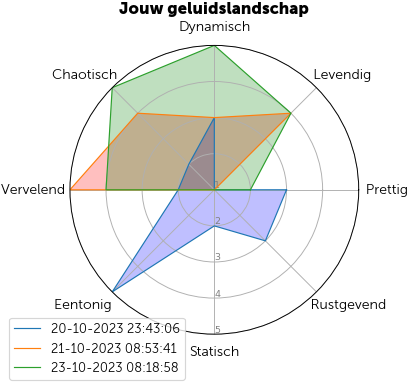 Jouw geluidslandschap
Dynamisch
Chaotisch
Levendig
Vervelend
Prettig
1
2
3
4
5
Eentonig
Rustgevend
Statisch
20-10-2023 23:43:06
21-10-2023 08:53:41
23-10-2023 08:18:58